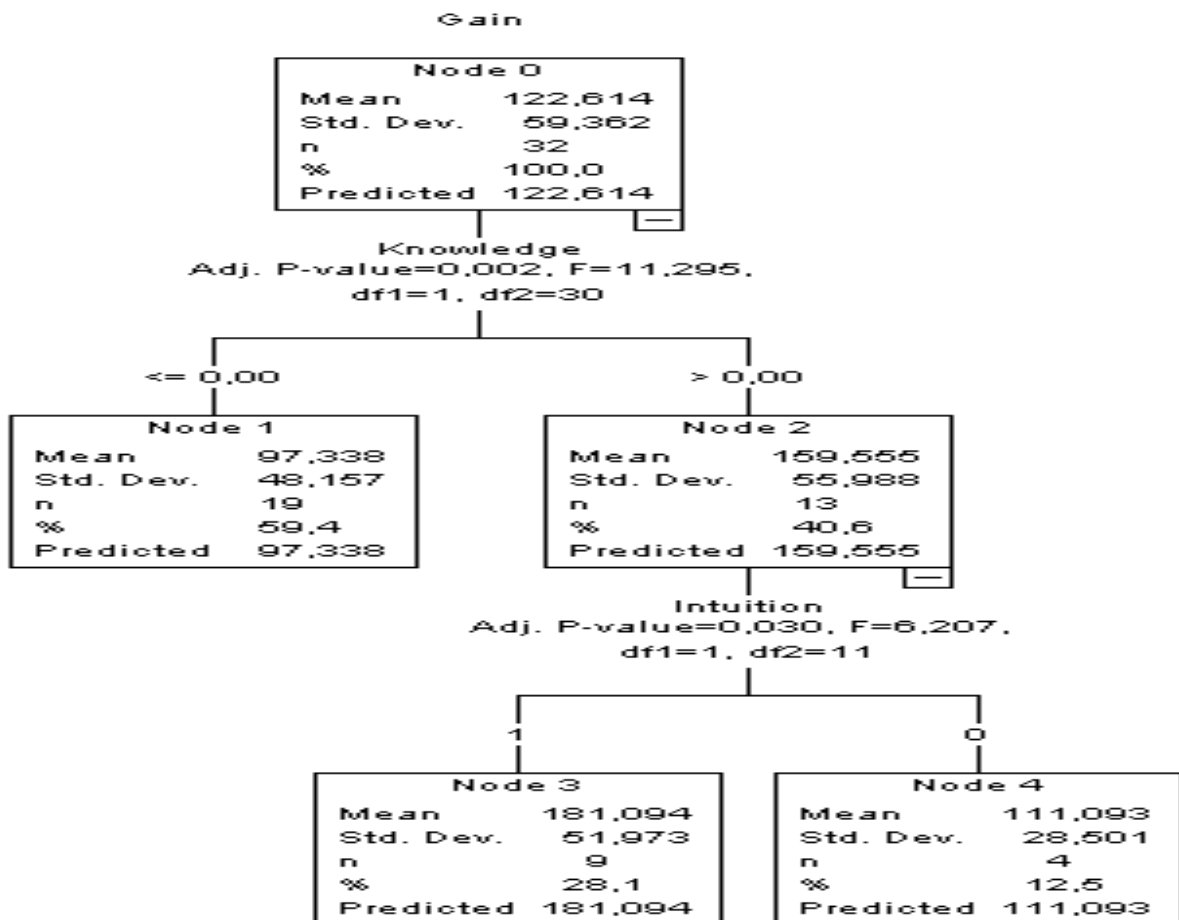 Gain
Node 0
Mean 122,614
Std. Dev. 59,362
n 32
% 100,0
Predicted 122,614
Knowledge
Adj. P-value=0,002, F=11,295,
df1=1, df2=30
<= 0,00
> 0,00
Node 1
Mean 97,338
Std. Dev. 48,157
n 19
% 59,4
Predicted 97,338
Node 2
Mean 159,555
Std. Dev. 55,988
n 13
% 40,6
Predicted 159,555
Intuition
Adj. P-value=0,030, F=6,207,
df1=1, df2=11
1
0
Node 3
Mean 181,094
Std. Dev. 51,973
n 9
% 28,1
Predicted 181,094
Node 4
Mean 111,093
Std. Dev. 28,501
n 4
% 12,5
Predicted 111,093